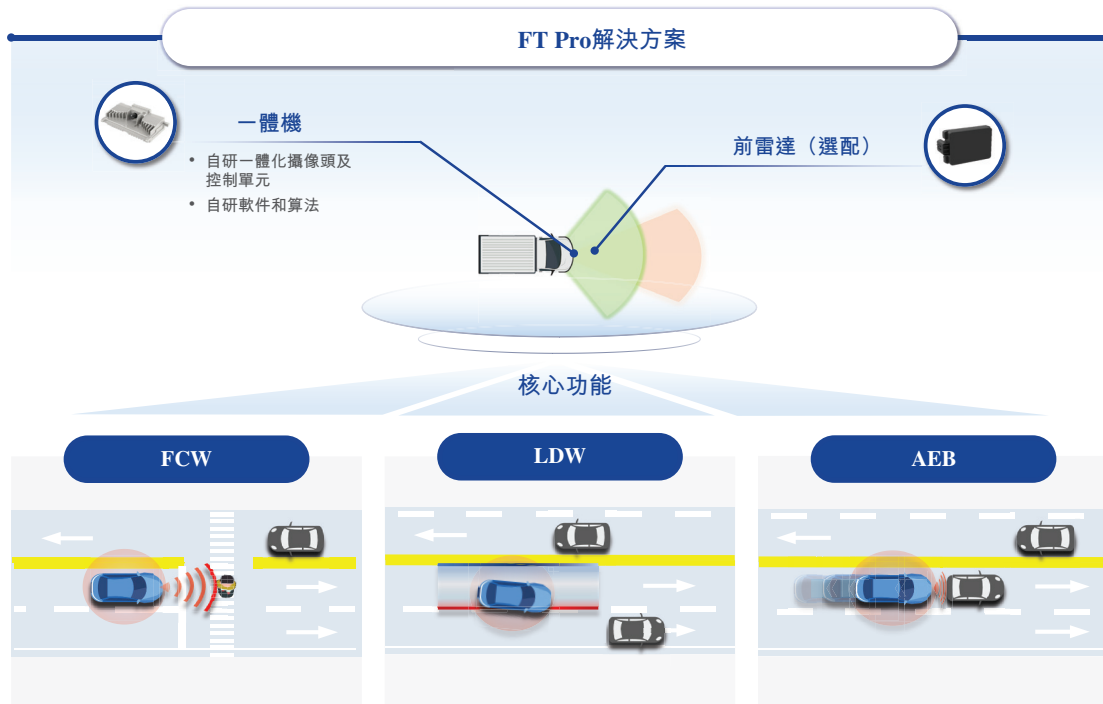 FT Pro解決方案
一體機
• 自研一體化攝像頭及
控制單元
• 自研軟件和算法
前雷達（選配）
核心功能
FCW
LDW
AEB